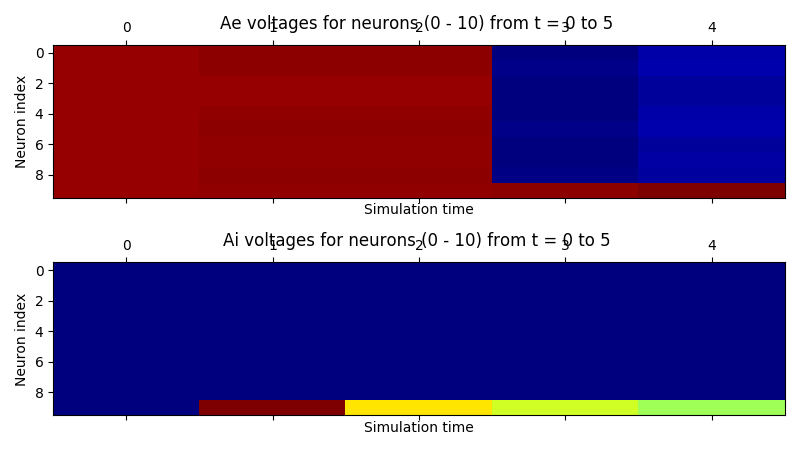 Ae voltages for neurons (0 - 10) from t = 0 to 5
0 1 2 3 4
Neuron index
0
2
4
6
8
Simulation time
Ai voltages for neurons (0 - 10) from t = 0 to 5
0 1 2 3 4
Neuron index
0
2
4
6
8
Simulation time